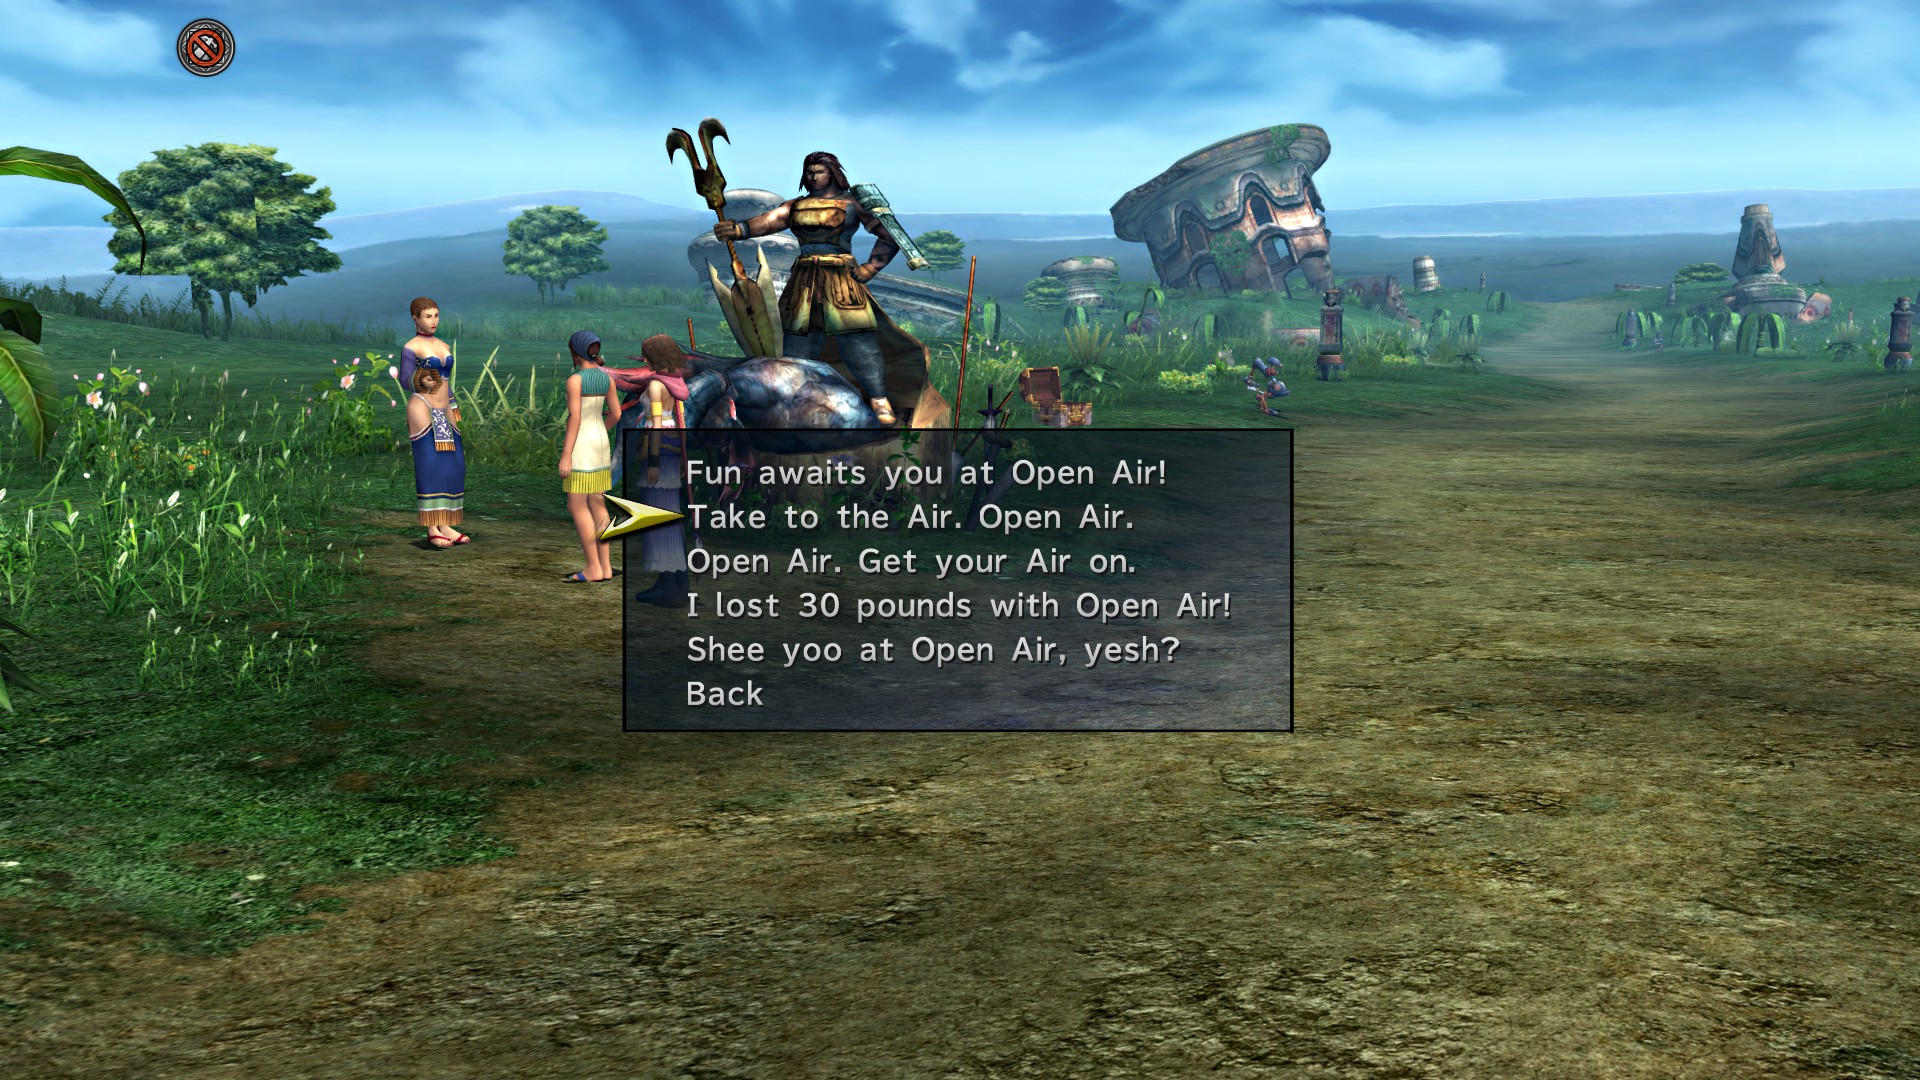 Fun awaits you at Open Air!
Take to the Air. Open Air.
Open Air. Get your Air on.
I lost 30 pounds with Open Air!
Shee yoo at Open Air, yesh?
Back